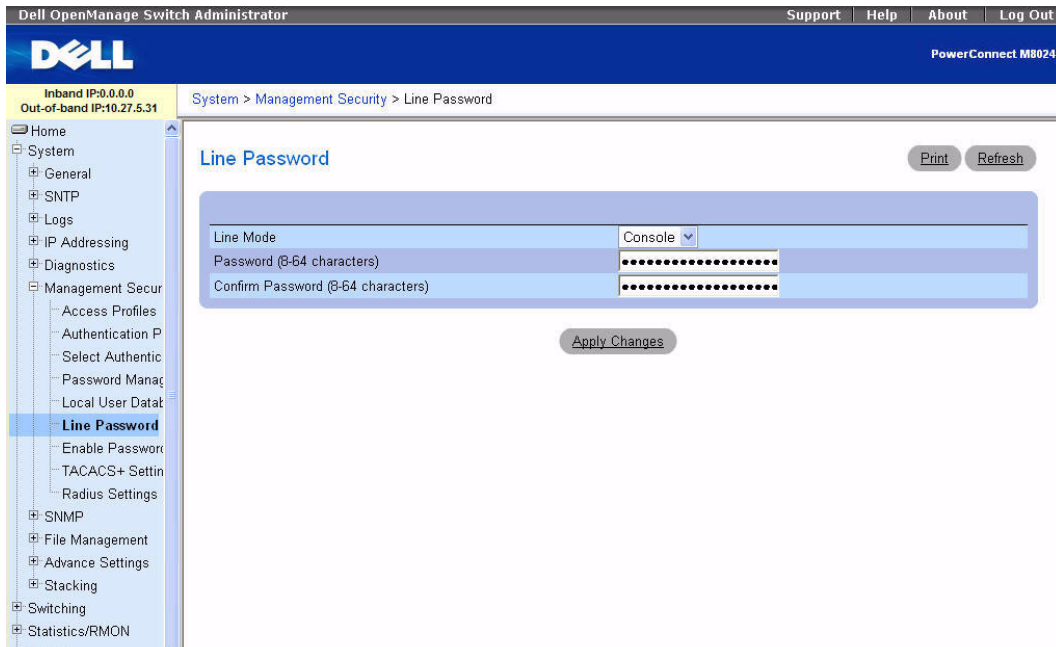 Dell OpenManage Switch Administrator
Support Help About Log Out
DELL
PowerConnect M8024
Inband IP:0.0.0.0
Out-of-band IP:10.27.5.31
System > Management Security > Line Password
Home
System
General
SNTP
Logs
IP Addressing
Diagnostics
Management Secur
Access Profiles
Authentication P
Select Authentic
Password Manag
Local User Datab
Line Password
Enable Password
TACACS+ Settin
Radius Settings
SNMP
File Management
Advance Settings
Stacking
Switching
Statistics/RMON
Line Password
Print Refresh
Line Mode Console
Password (8-64 characters) •••••••••••••••••••
Confirm Password (8-64 characters) •••••••••••••••••••
Apply Changes